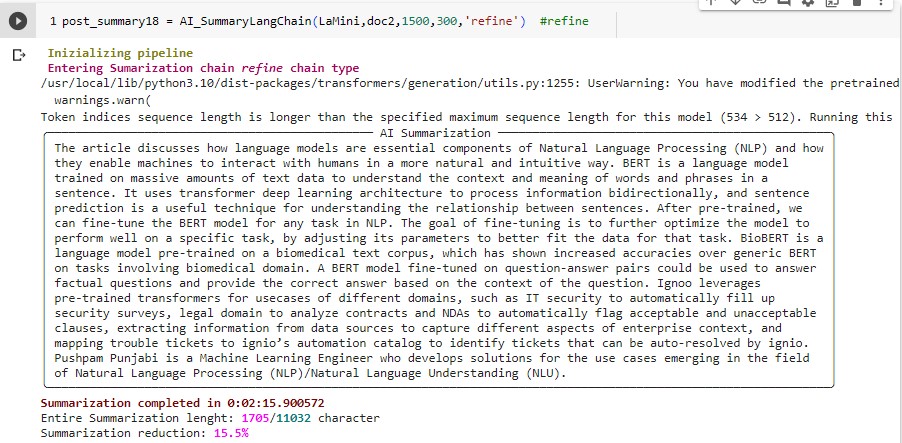 1 post_summary18 = AI_SummaryLangChain(LaMini,doc2,1500,300,'refine')  #refine
Inizializing pipeline
Entering Sumarization chain refine chain type
/usr/local/lib/python3.10/dist-packages/transformers/generation/utils.py:1255: UserWarning: You have modified the pretrained
warnings.warn(
Token indices sequence length is longer than the specified maximum sequence length for this model (534 > 512). Running this
AI Summarization
The article discusses how language models are essential components of Natural Language Processing (NLP) and how
they enable machines to interact with humans in a more natural and intuitive way. BERT is a language model
trained on massive amounts of text data to understand the context and meaning of words and phrases in a
sentence. It uses transformer deep learning architecture to process information bidirectionally, and sentence
prediction is a useful technique for understanding the relationship between sentences. After pre-trained, we
can fine-tune the BERT model for any task in NLP. The goal of fine-tuning is to further optimize the model to
perform well on a specific task, by adjusting its parameters to better fit the data for that task. BioBERT is a
language model pre-trained on a biomedical text corpus, which has shown increased accuracies over generic BERT
on tasks involving biomedical domain. A BERT model fine-tuned on question-answer pairs could be used to answer
factual questions and provide the correct answer based on the context of the question. Ignoo leverages
pre-trained transformers for usecases of different domains, such as IT security to automatically fill up
security surveys, legal domain to analyze contracts and NDAs to automatically flag acceptable and unacceptable
clauses, extracting information from data sources to capture different aspects of enterprise context, and
mapping trouble tickets to ignio's automation catalog to identify tickets that can be auto-resolved by ignio.
Pushpam Punjabi is a Machine Learning Engineer who develops solutions for the use cases emerging in the field
of Natural Language Processing (NLP)/Natural Language Understanding (NLU).
Summarization completed in 0:02:15.900572
Entire Summarization lenght: 1705/11032 character
Summarization reduction: 15.5%